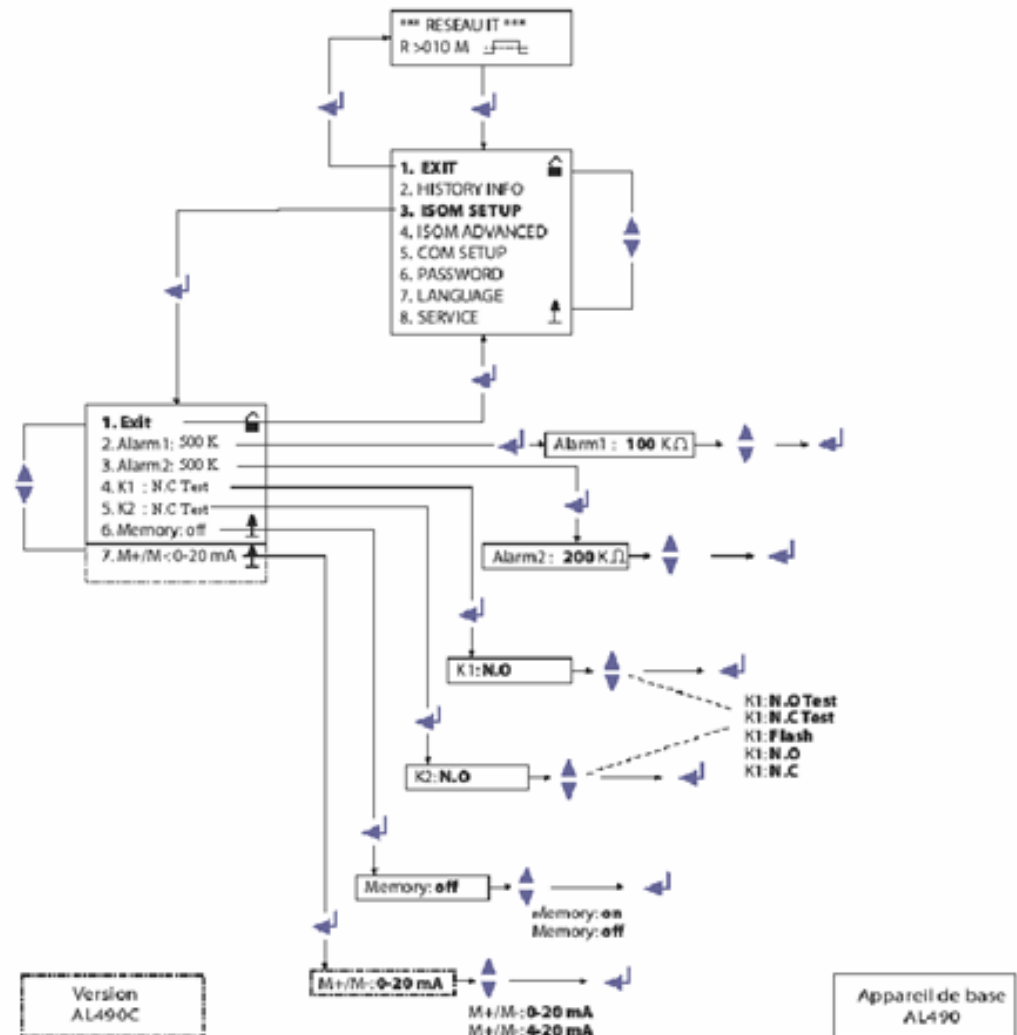 *** RESEAU IT ***
R >010 M
1. EXIT
2. HISTORY INFO
3. ISOM SETUP
4. ISOM ADVANCED
5. COM SETUP
6. PASSWORD
7. LANGUAGE
8. SERVICE
1. Exit
2. Alarm1: 500 K
3. Alarm2: 500 K
4. K1 : N.C Test
5. K2 : N.C Test
6. Memory: off
7. M+/M<0-20 mA
Alarm1 : 100 KΩ
Alarm2 : 200 KΩ
K1:N.O
K1:N.O Test
K1:N.C Test
K1:Flash
K1:N.O
K1:N.C
K2:N.O
Memory: off
Memory: on
Memory: off
M+/M-:0-20 mA
M+/M-:0-20 mA
M+/M-:4-20 mA
Version
AL490C
Appareil de base
AL490